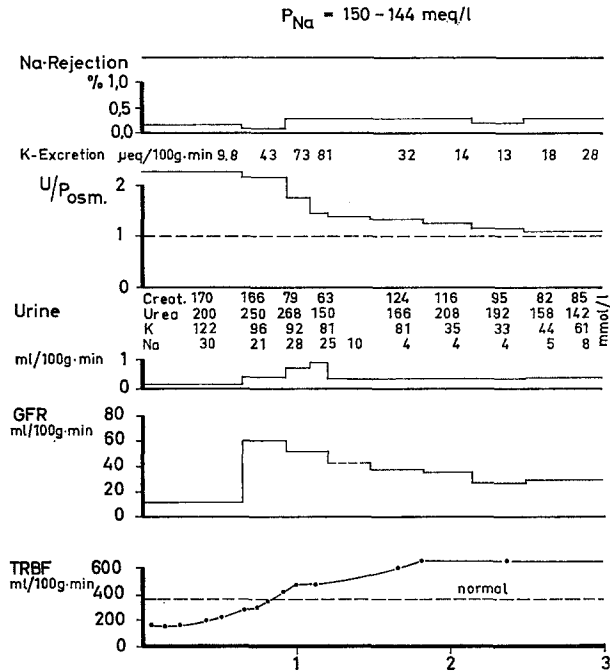 P Na = 150 - 144 meq/l
Na-Rejection
% 1,0
0,5
0,0
K-Excretion µeq/100g·min 9.8 43 73 81 32 14 13 18 28
U/P osm.
2
1
0
Urine
Creat. 170 166 79 63 124 116 95 82 85
Urea 200 250 268 150 166 208 192 158 142
K 122 96 92 81 81 35 33 44 61
Na 30 21 28 25 10 4 4 4 5 8
mmol/l
ml/100g·min
1
0
GFR
ml/100g·min
80
60
40
20
0
TRBF
ml/100g·min
600
400
200
0
normal
1 2 3